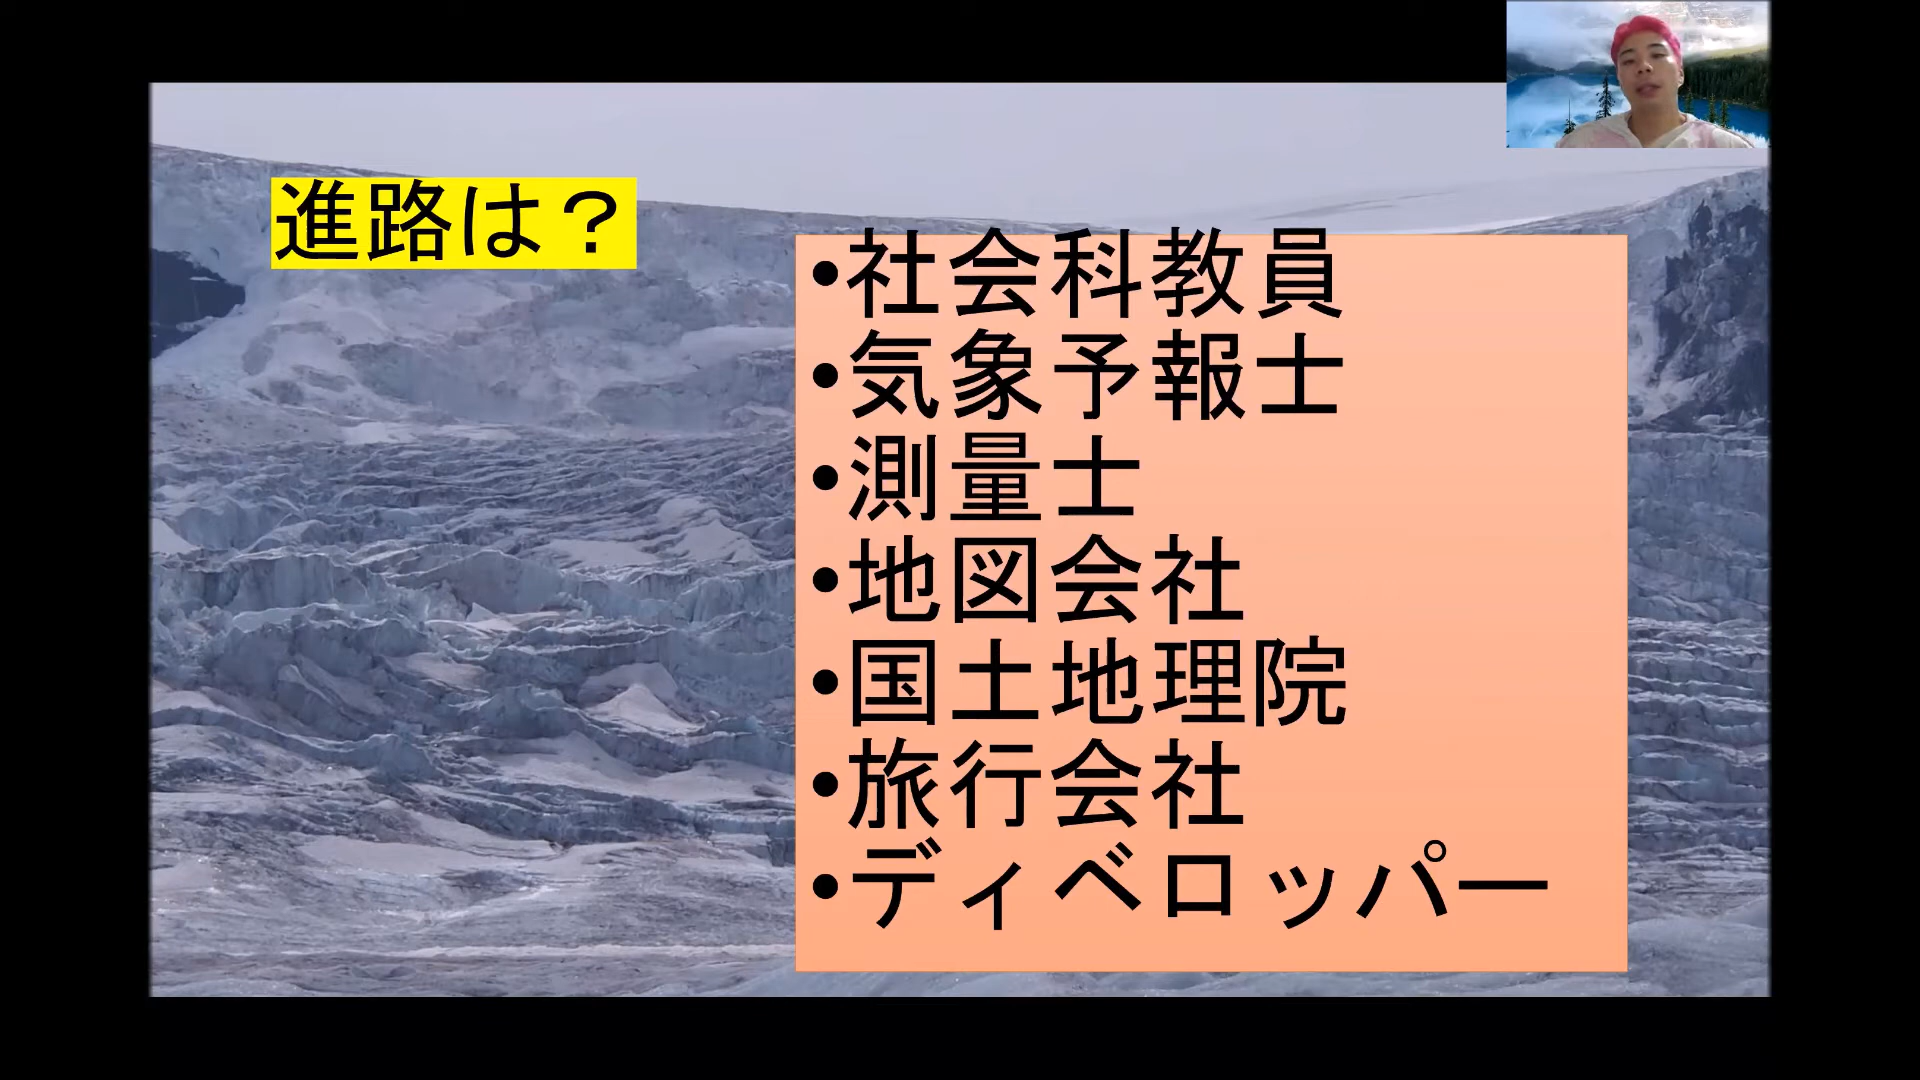 進路は？
•社会科教員
•気象予報士
•測量士
•地図会社
•国土地理院
•旅行会社
•ディベロッパー